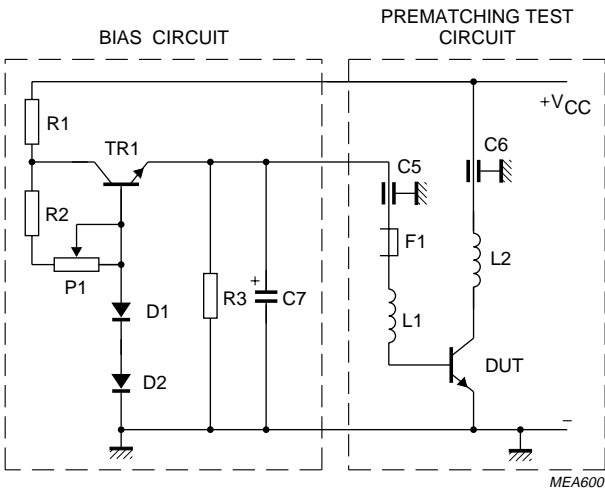 PREMATCHING TEST
CIRCUIT
BIAS CIRCUIT
R1
+VCC
TR1
C6
C5
R2
F1
L2
P1
R3
+
C7
D1
L1
D2
DUT
−
MEA600